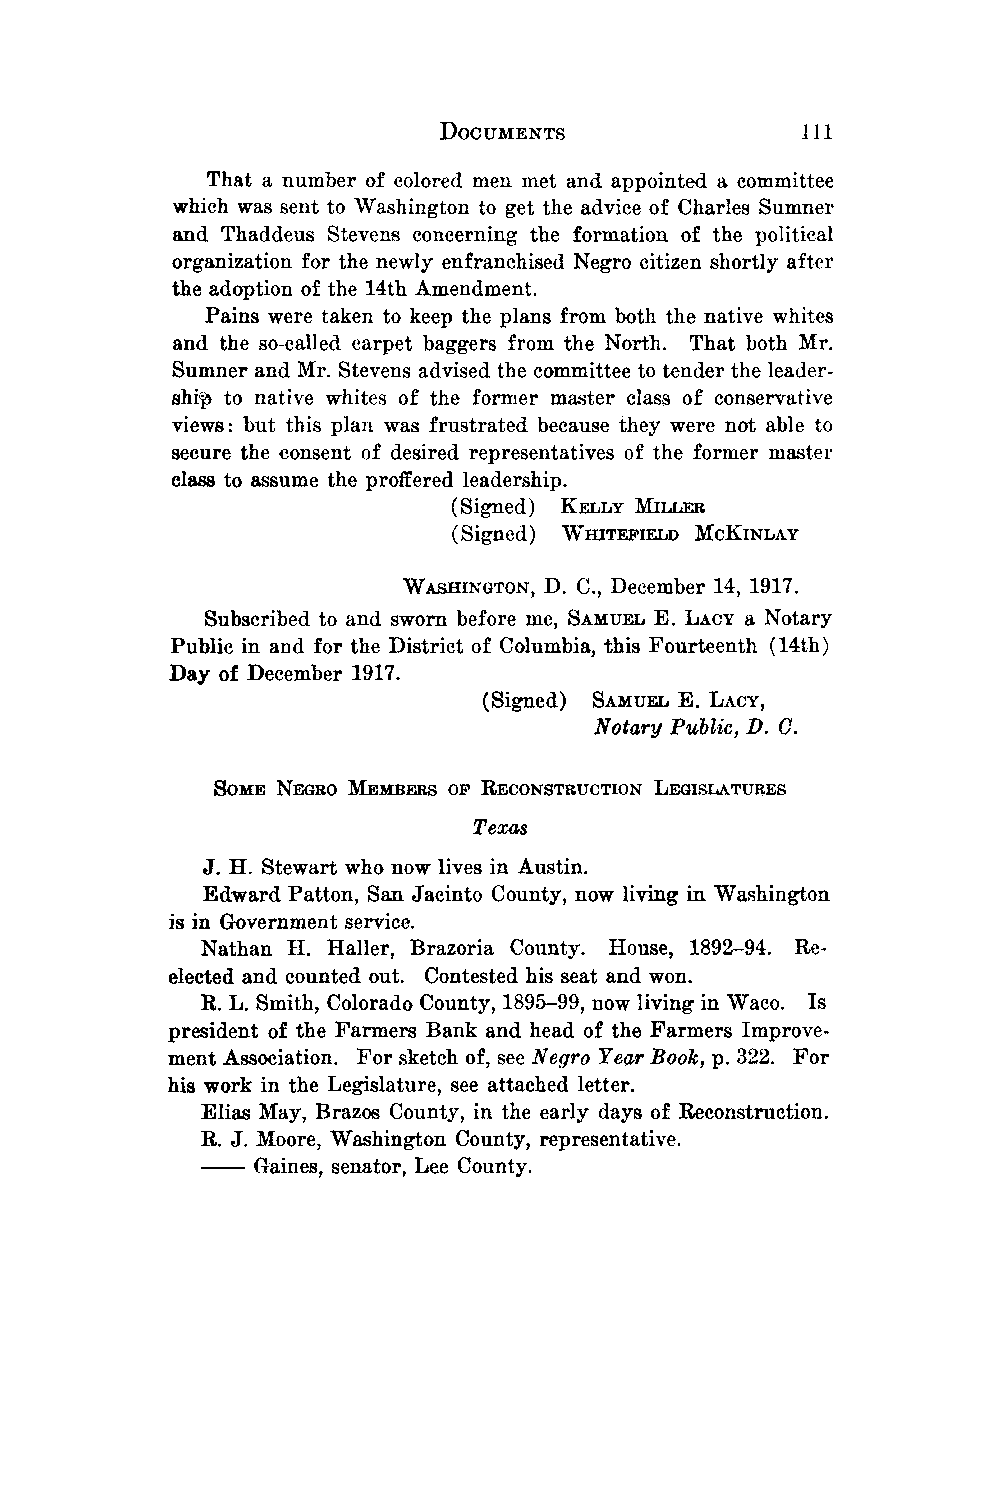 DOCUMENTS 111
That a number of colored men met and appointed a committee
which was sent to Washington to get the advice of Charles Sumner
and Thaddeus Stevens concerning the formation of the political
organization for the newly enfranchised Negro citizen shortly after
the adoption of the 14th Amendment.
Pains were taken to keep the plans from both the native whites
and the so-called carpet baggers from the North. That both Mr.
Sumner and Mr. Stevens advised the committee to tender the leader-
ship to native whites of the former master class of conservative
views: but this plan was frustrated because they were not able to
secure the consent of desired representatives of the former master
class to assume the proffered leadership.
(Signed) KELLY MILLER
(Signed) WHITEFIELD MCKINLAY
WASHINGTON, D. C., December 14, 1917.
Subscribed to and sworn before me, SAMUEL E. LACY a Notary
Public in and for the District of Columbia, this Fourteenth (14th)
Day of December 1917.
(Signed) SAMUEL E. LACY,
Notary Public, D. C.
SOME NEGRO MEMBERS OF RECONSTRUCTION LEGISLATURES
Texas
J. H. Stewart who now lives in Austin.
Edward Patton, San Jacinto County, now living in Washington
is in Government service.
Nathan H. Haller, Brazoria County. House, 1892–94. Re-
elected and counted out. Contested his seat and won.
R. L. Smith, Colorado County, 1895–99, now living in Waco. Is
president of the Farmers Bank and head of the Farmers Improve-
ment Association. For sketch of, see Negro Year Book, p. 322. For
his work in the Legislature, see attached letter.
Elias May, Brazos County, in the early days of Reconstruction.
R. J. Moore, Washington County, representative.
—— Gaines, senator, Lee County.